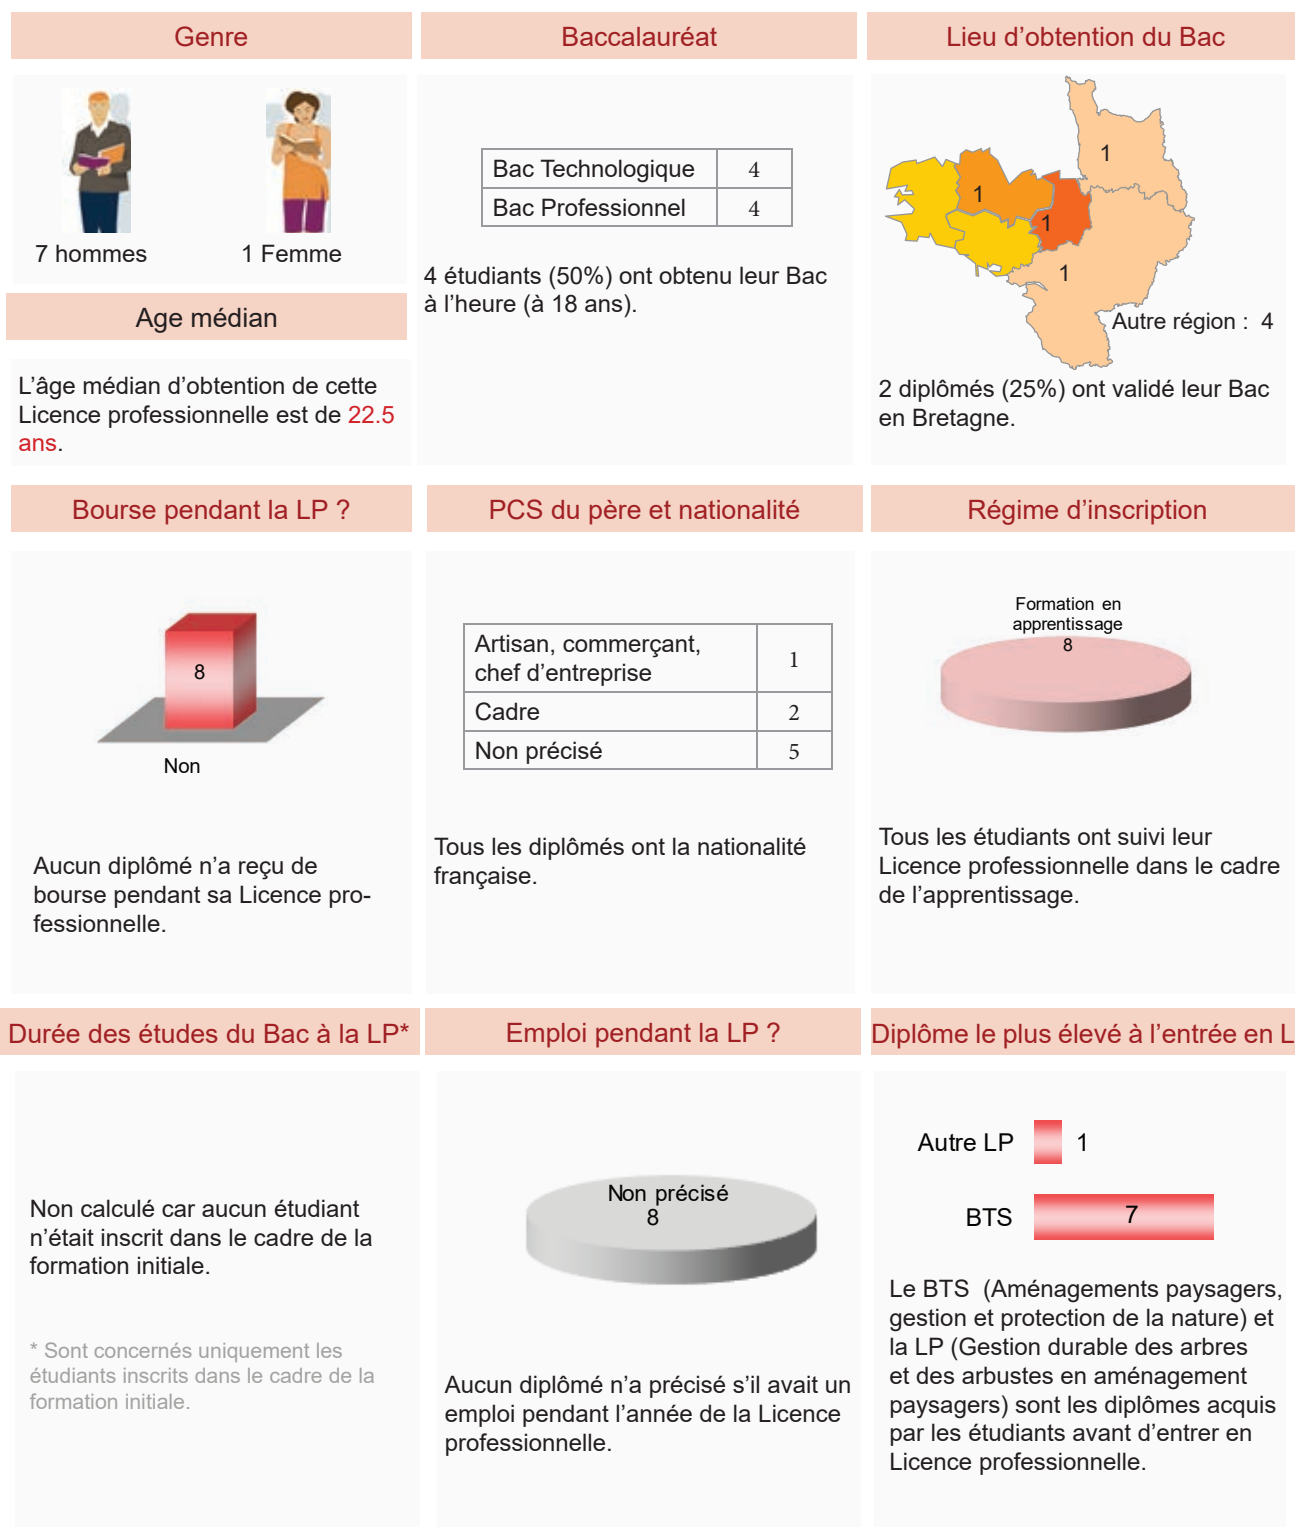 Genre
7 hommes
1 Femme
Age médian
L'âge médian d'obtention de cette
Licence professionnelle est de 22.5
ans.
Baccalauréat
Bac Technologique 4
Bac Professionnel 4
4 étudiants (50%) ont obtenu leur Bac
à l'heure (à 18 ans).
Lieu d'obtention du Bac
1
1
1
1
Autre région : 4
2 diplômés (25%) ont validé leur Bac
en Bretagne.
Bourse pendant la LP ?
8
Non
Aucun diplômé n'a reçu de
bourse pendant sa Licence pro-
fessionnelle.
PCS du père et nationalité
Artisan, commerçant,
chef d'entreprise 1
Cadre 2
Non précisé 5
Tous les diplômés ont la nationalité
française.
Régime d'inscription
Formation en
apprentissage
8
Tous les étudiants ont suivi leur
Licence professionnelle dans le cadre
de l'apprentissage.
Durée des études du Bac à la LP*
Non calculé car aucun étudiant
n'était inscrit dans le cadre de la
formation initiale.
* Sont concernés uniquement les
étudiants inscrits dans le cadre de la
formation initiale.
Emploi pendant la LP ?
Non précisé
8
Aucun diplômé n'a précisé s'il avait un
emploi pendant l'année de la Licence
professionnelle.
Diplôme le plus élevé à l'entrée en L
Autre LP 1
BTS 7
Le BTS (Aménagements paysagers,
gestion et protection de la nature) et
la LP (Gestion durable des arbres
et des arbustes en aménagement
paysagers) sont les diplômes acquis
par les étudiants avant d'entrer en
Licence professionnelle.